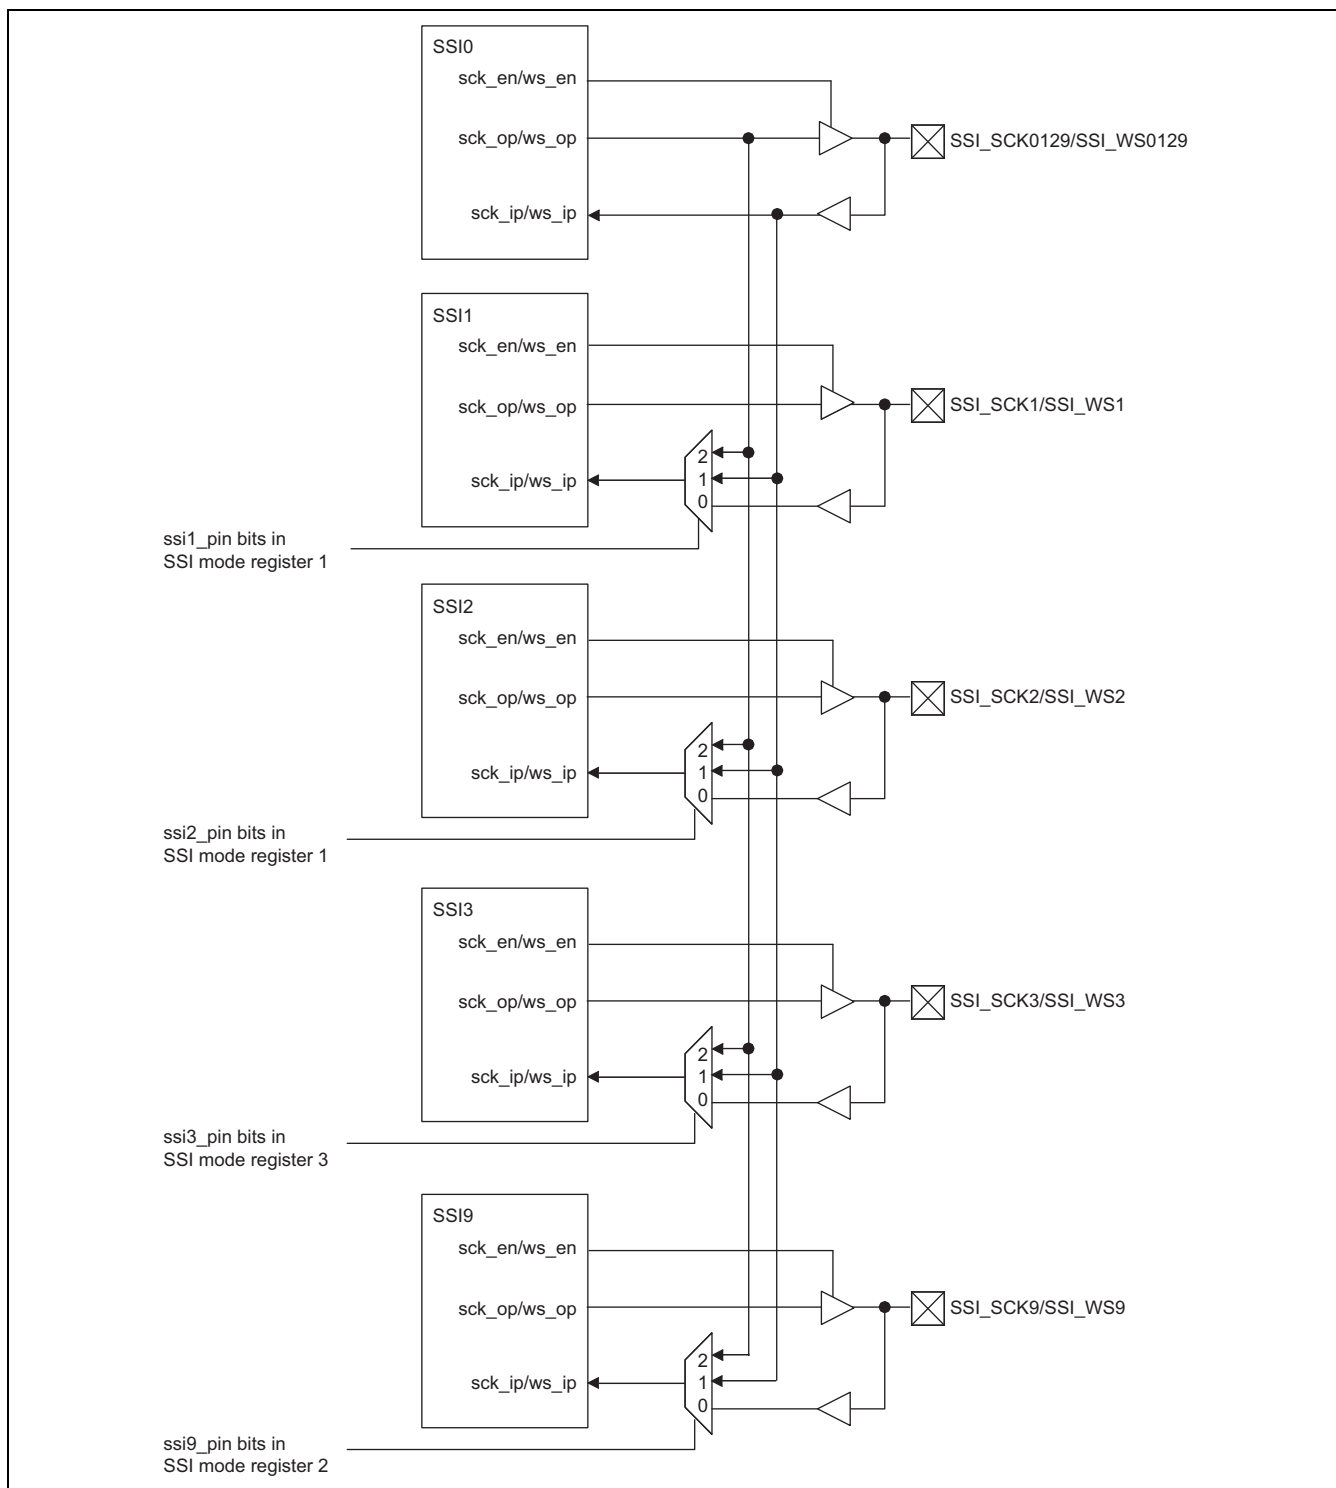 SSI0
sck_en/ws_en
sck_op/ws_op
SSI_SCK0129/SSI_WS0129
sck_ip/ws_ip
SSI1
sck_en/ws_en
sck_op/ws_op
SSI_SCK1/SSI_WS1
2
sck_ip/ws_ip
1
0
ssi1_pin bits in
SSI mode register 1
SSI2
sck_en/ws_en
sck_op/ws_op
SSI_SCK2/SSI_WS2
2
sck_ip/ws_ip
1
0
ssi2_pin bits in
SSI mode register 1
SSI3
sck_en/ws_en
sck_op/ws_op
SSI_SCK3/SSI_WS3
2
sck_ip/ws_ip
1
0
ssi3_pin bits in
SSI mode register 3
SSI9
sck_en/ws_en
sck_op/ws_op
SSI_SCK9/SSI_WS9
2
sck_ip/ws_ip
1
0
ssi9_pin bits in
SSI mode register 2